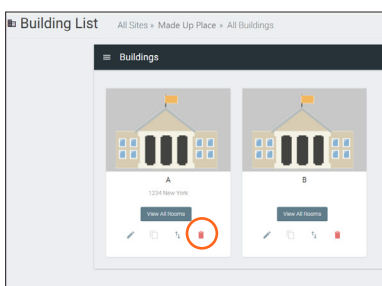 Building List
All Sites » Made Up Place » All Buildings
Buildings
A
B
1234 New York
View All Rooms
View All Rooms